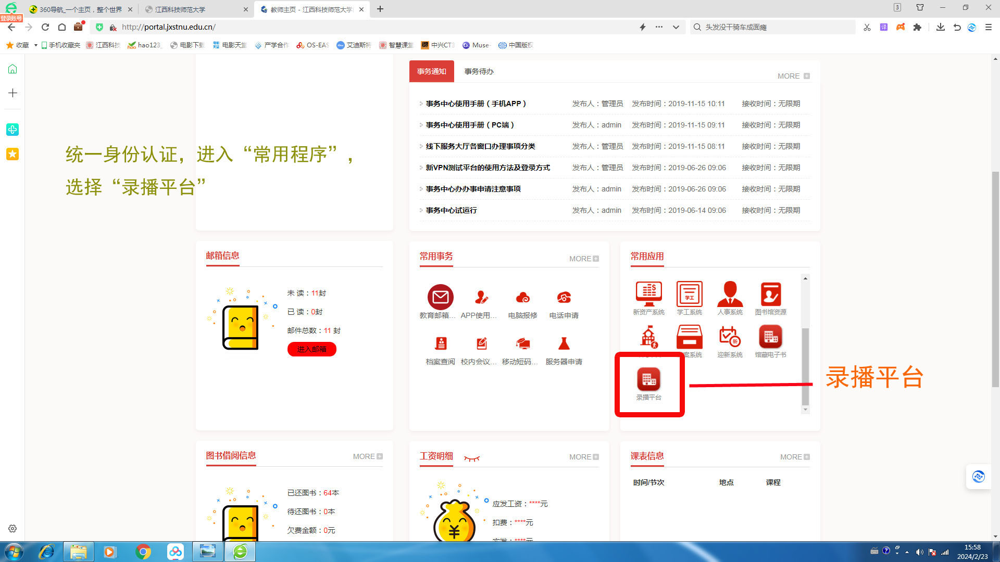 360导航_一个主页，整个世界
江西科技师范大学
教师主页 - 江西科技师范大学
3
登录账号
http://portal.jxstnu.edu.cn/
头发没干骑车成面瘫
译
收藏 手机收藏夹 江西科技 hao123_ 电影下载 电影天堂 产学合作 OS-EAS 艾迪斯特 智慧课堂 中兴CT3 Muse 中国版权
事务通知 事务待办 MORE
事务中心使用手册（手机APP） 发布人：管理员 发布时间：2019-11-15 10:11 接收时间：无限期
事务中心使用手册（PC端） 发布人：admin 发布时间：2019-11-15 09:11 接收时间：无限期
线下服务大厅各窗口办理事项分类 发布人：管理员 发布时间：2019-11-15 08:11 接收时间：无限期
新VPN测试平台的使用方法及登录方式 发布人：管理员 发布时间：2019-06-26 09:06 接收时间：无限期
事务中心办办事申请注意事项 发布人：admin 发布时间：2019-06-26 09:06 接收时间：无限期
事务中心试运行 发布人：admin 发布时间：2019-06-14 09:06 接收时间：无限期
统一身份认证，进入“常用程序”，
选择“录播平台”
邮箱信息
未 读：11封
已 读：0封
邮件总数：11 封
进入邮箱
常用事务 MORE
教育邮箱... APP使用... 电脑报修 电话申请
档案查阅 校内会议... 移动短码... 服务器申请
常用应用
学工
新资产系统 学工系统 人事系统 图书馆资源
新
案系统 迎新系统 馆藏电子书
录播平台
录播平台
图书借阅信息 MORE
已还图书：64本
待还图书：0本
欠费金额：0元
工资明细 MORE
应发工资：****元
扣费：****元
实发：****元
课表信息 MORE
时间/节次 地点 课程
15:58
2024/2/23